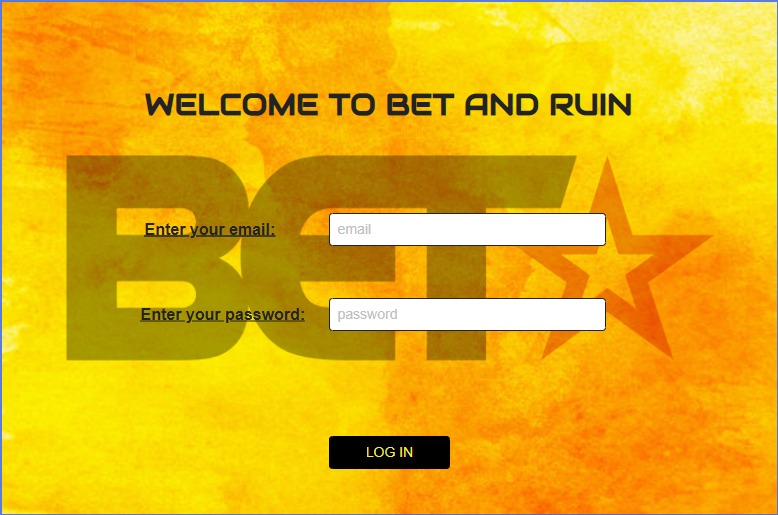 WELCOME TO BET AND RUIN
BET
Enter your email:
email
Enter your password:
password
LOG IN